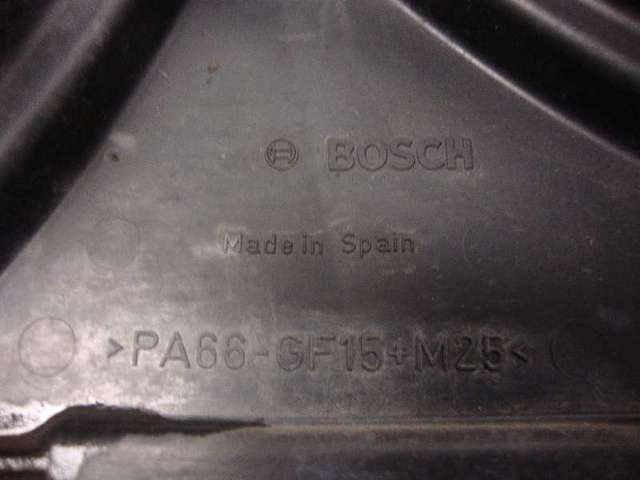 BOSCH
Made in Spain
>PA66-GF15+M25<